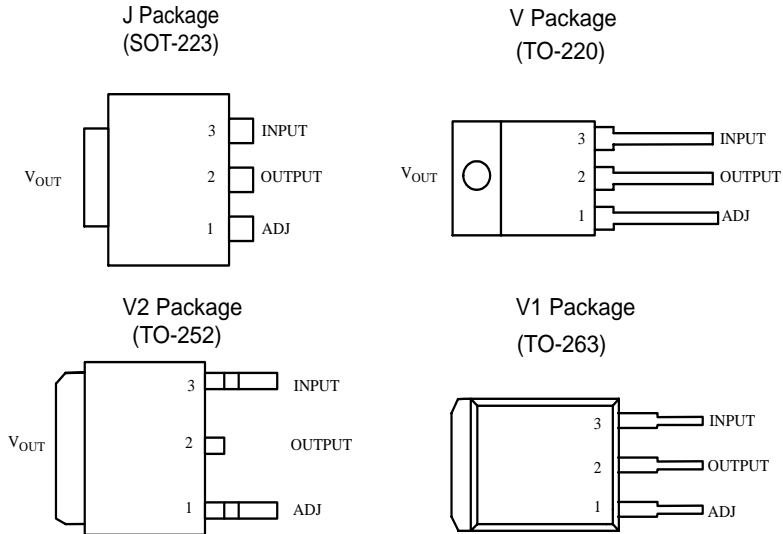 J Package
(SOT-223)
3 INPUT
V_OUT 2 OUTPUT
1 ADJ
V Package
(TO-220)
3 INPUT
V_OUT 2 OUTPUT
1 ADJ
V2 Package
(TO-252)
3 INPUT
V_OUT 2 OUTPUT
1 ADJ
V1 Package
(TO-263)
3 INPUT
2 OUTPUT
1 ADJ